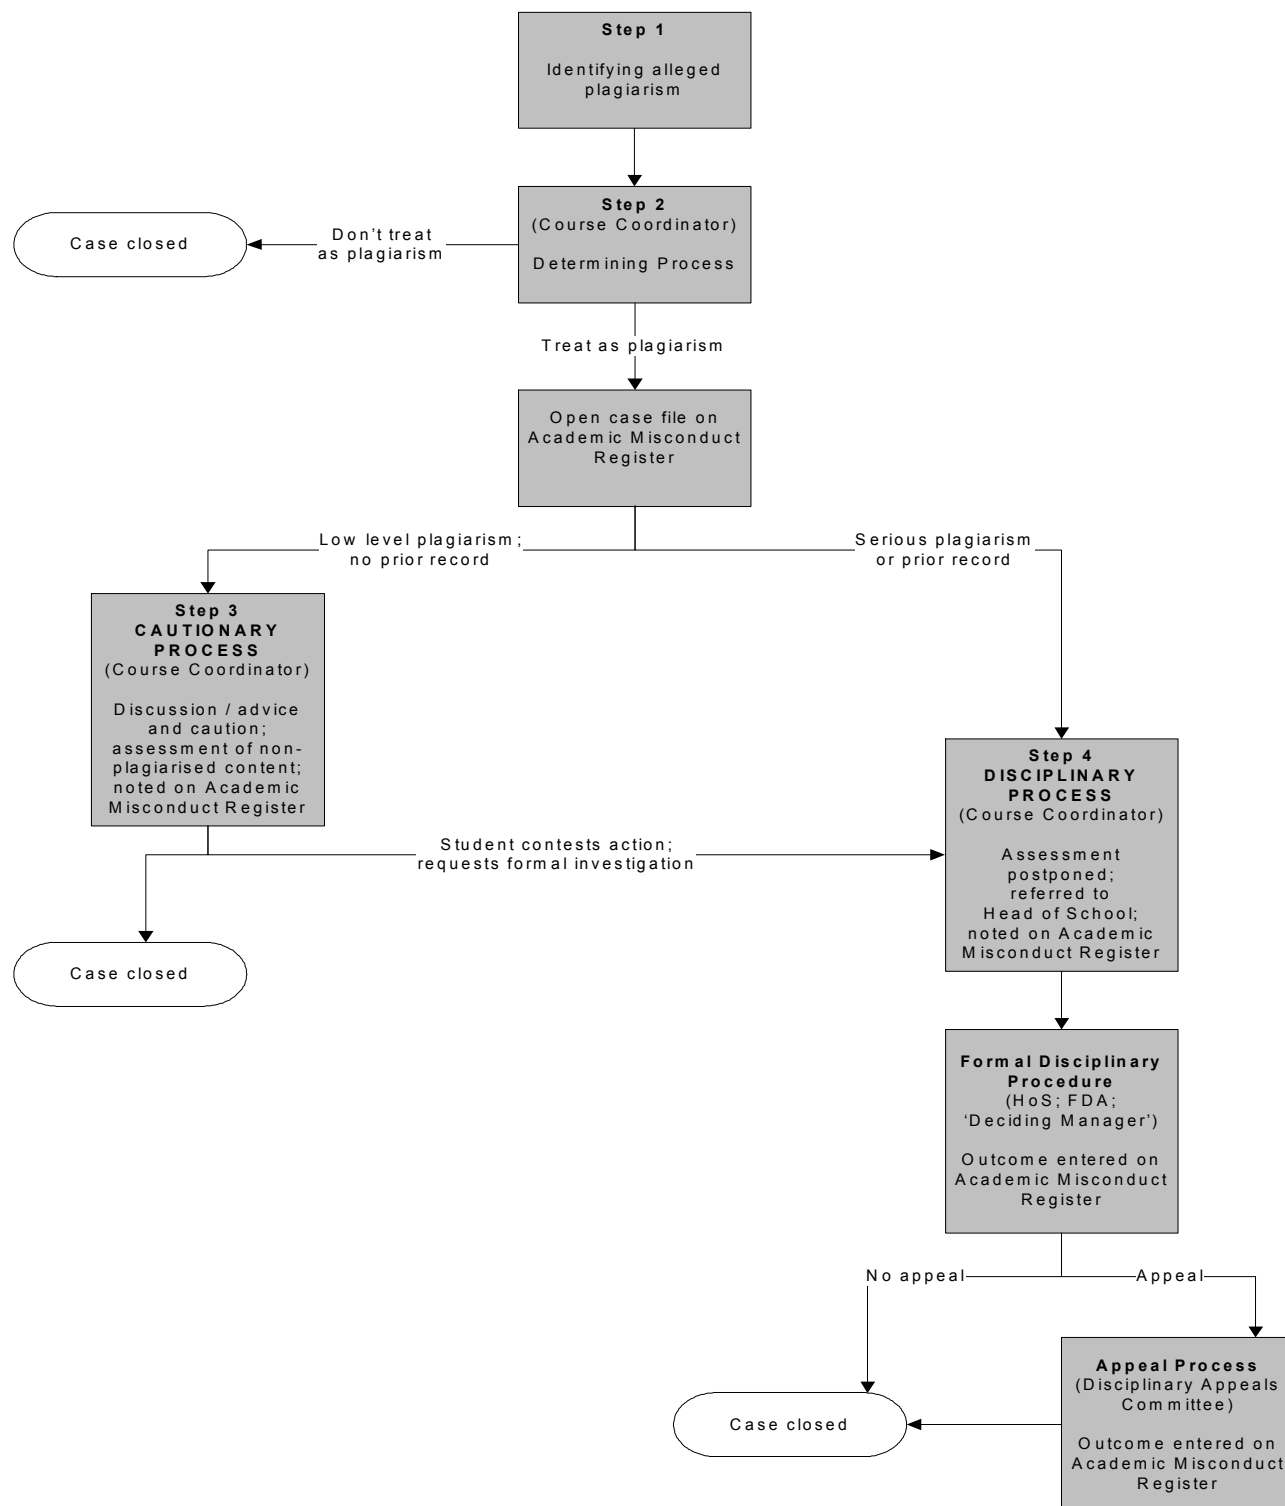 Step 1
Identifying alleged
plagiarism
Step 2
(Course Coordinator)
Determining Process
Don't treat
as plagiarism
Case closed
Treat as plagiarism
Open case file on
Academic Misconduct
Register
Low level plagiarism;
no prior record
Serious plagiarism
or prior record
Step 3
CAUTIONARY
PROCESS
(Course Coordinator)
Discussion / advice
and caution;
assessment of non-
plagiarised content;
noted on Academic
Misconduct Register
Student contests action;
requests formal investigation
Case closed
Step 4
DISCIPLINARY
PROCESS
(Course Coordinator)
Assessment
postponed;
referred to
Head of School;
noted on Academic
Misconduct Register
Formal Disciplinary
Procedure
(HoS; FDA;
‘Deciding Manager’)
Outcome entered on
Academic Misconduct
Register
No appeal
Appeal
Case closed
Appeal Process
(Disciplinary Appeals
Committee)
Outcome entered on
Academic Misconduct
Register